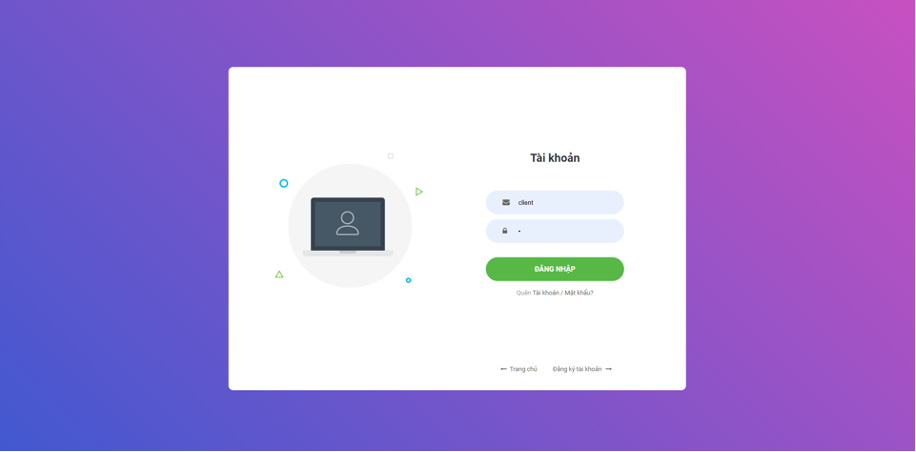 Tài khoản
client
ĐĂNG NHẬP
Quên Tài khoản / Mật khẩu?
Trang chủ
Đăng ký tài khoản